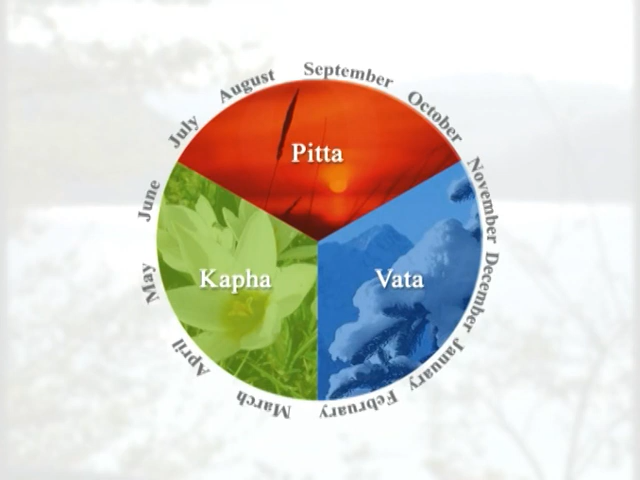 January
February
March
April
May
June
July
August
September
October
November
December
Pitta
Kapha
Vata